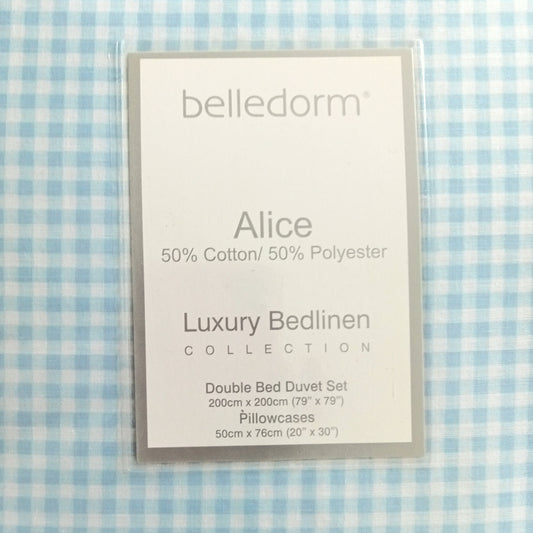 belledorm®
Alice
50% Cotton/ 50% Polyester
Luxury Bedlinen
COLLECTION
Double Bed Duvet Set
200cm x 200cm (79" x 79")
Pillowcases
50cm x 76cm (20" x 30")